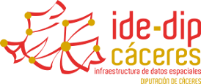 ide-dip
cáceres
infraestructura de datos espaciales
DIPUTACIÓN DE CÁCERES